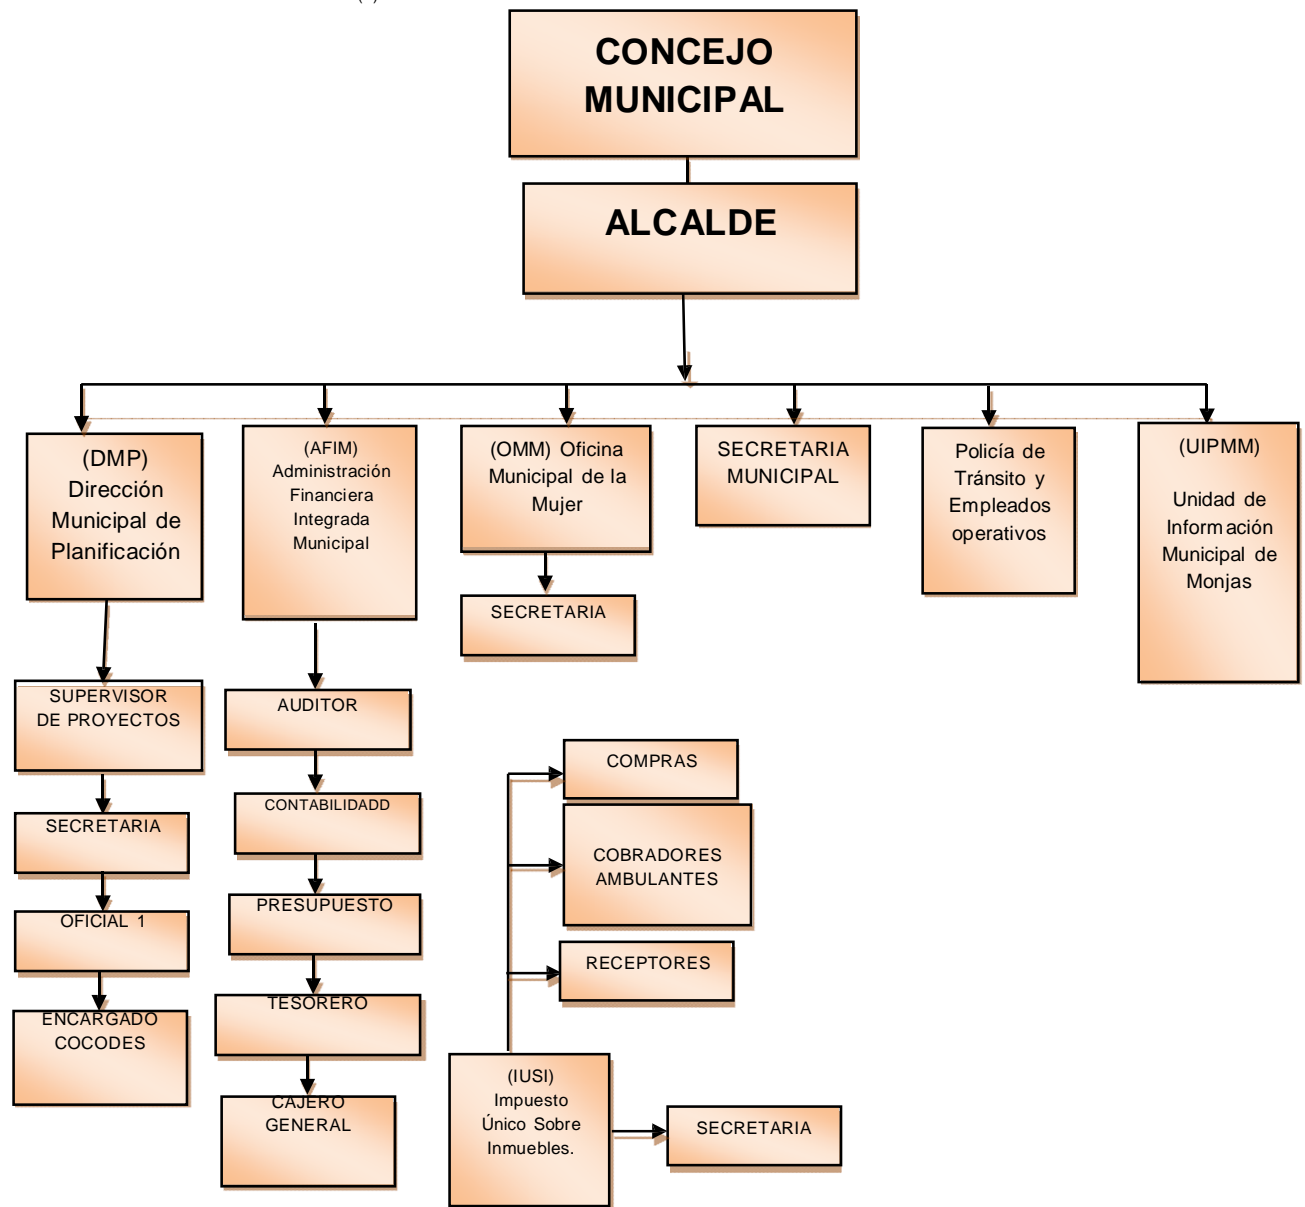 CONCEJO
MUNICIPAL
ALCALDE
(DMP)
Dirección
Municipal de
Planificación
(AFIM)
Administración
Financiera
Integrada
Municipal
(OMM) Oficina
Municipal de la
Mujer
SECRETARIA
MUNICIPAL
Policía de
Tránsito y
Empleados
operativos
(UIPMM)
Unidad de
Información
Municipal de
Monjas
SECRETARIA
SUPERVISOR
DE PROYECTOS
AUDITOR
COMPRAS
CONTABILIDADD
SECRETARIA
COBRADORES
AMBULANTES
PRESUPUESTO
OFICIAL 1
RECEPTORES
TESORERO
ENCARGADO
COCODES
(IUSI)
Impuesto
Único Sobre
Inmuebles.
CAJERO
GENERAL
SECRETARIA